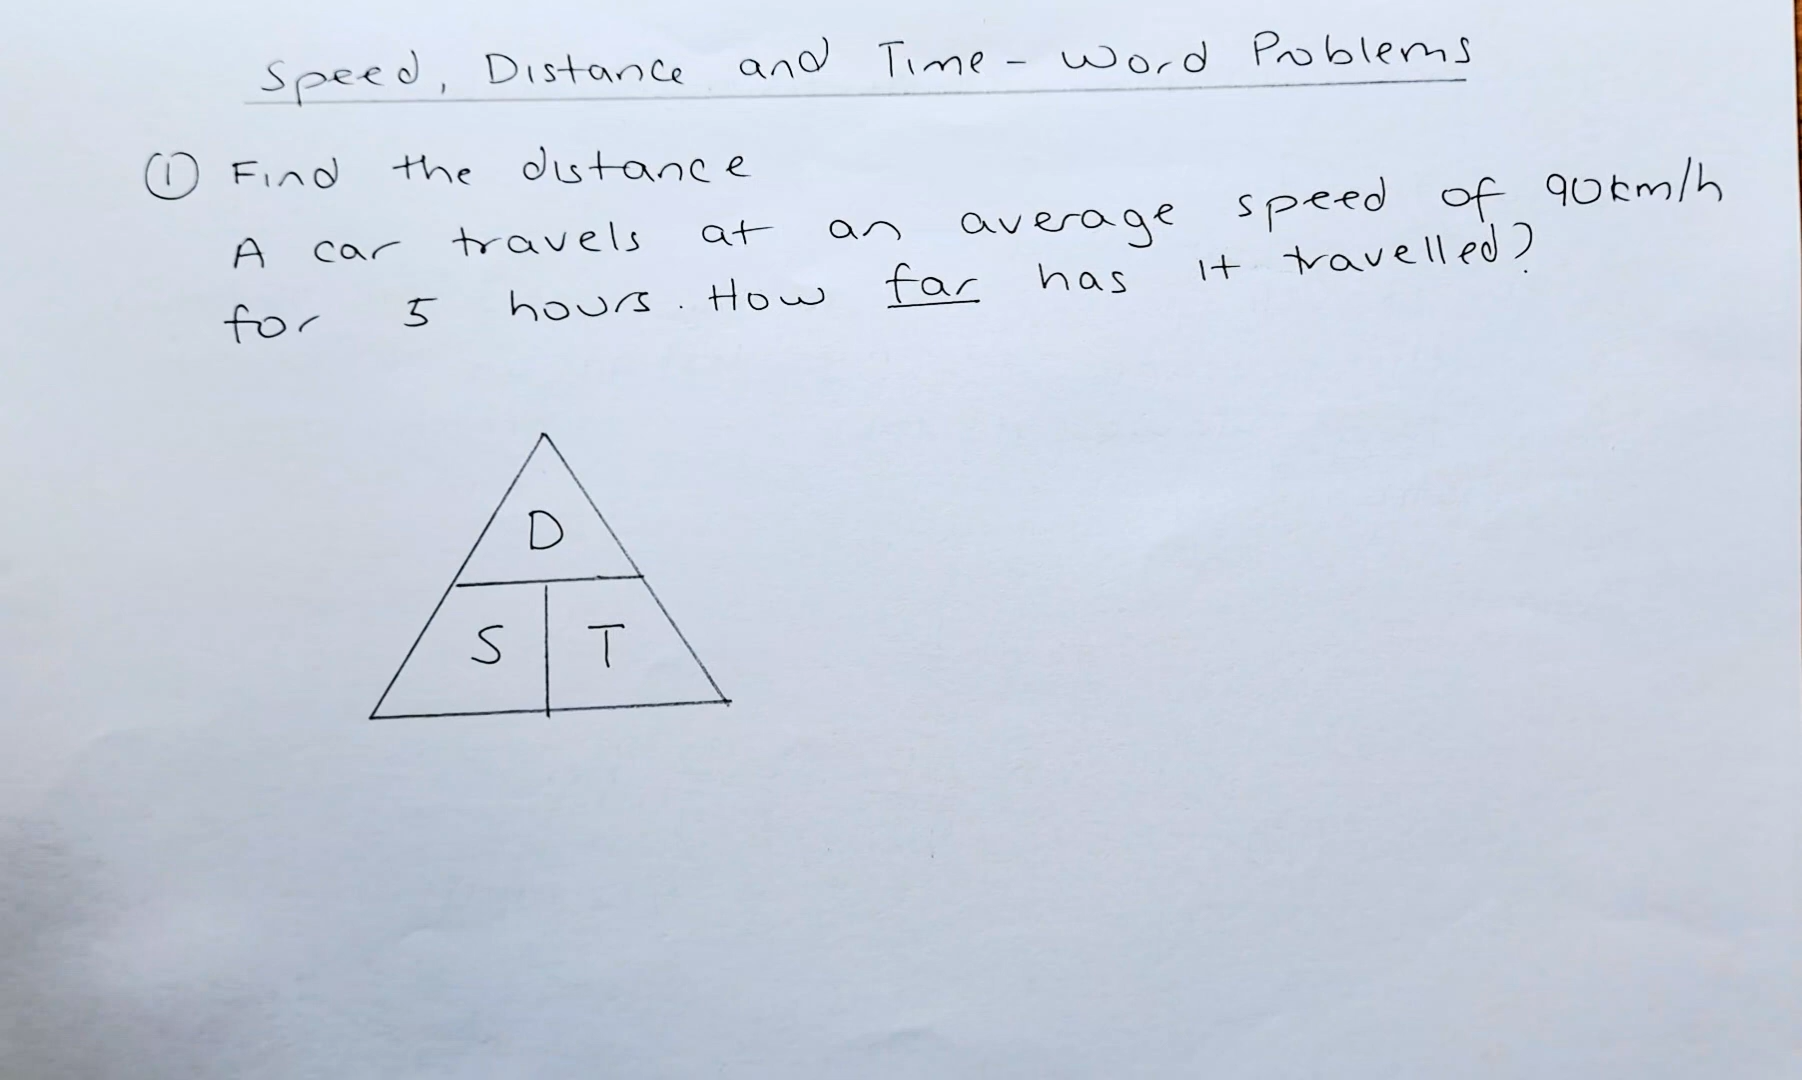 Speed, Distance and Time - Word Problems
① Find the distance
A car travels at an average speed of 90km/h
for 5 hours. How far has it travelled?
D
S T